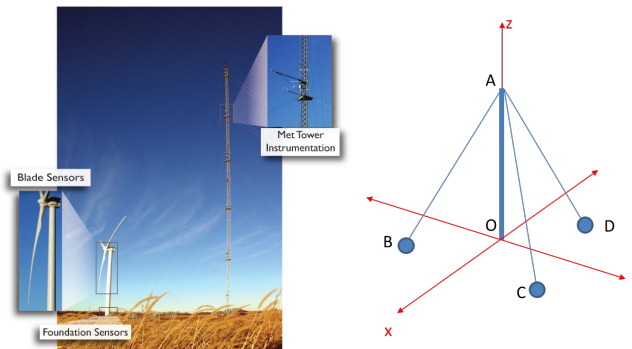 Met Tower
Instrumentation
Blade Sensors
Foundation Sensors
z
A
B
O
D
C
x